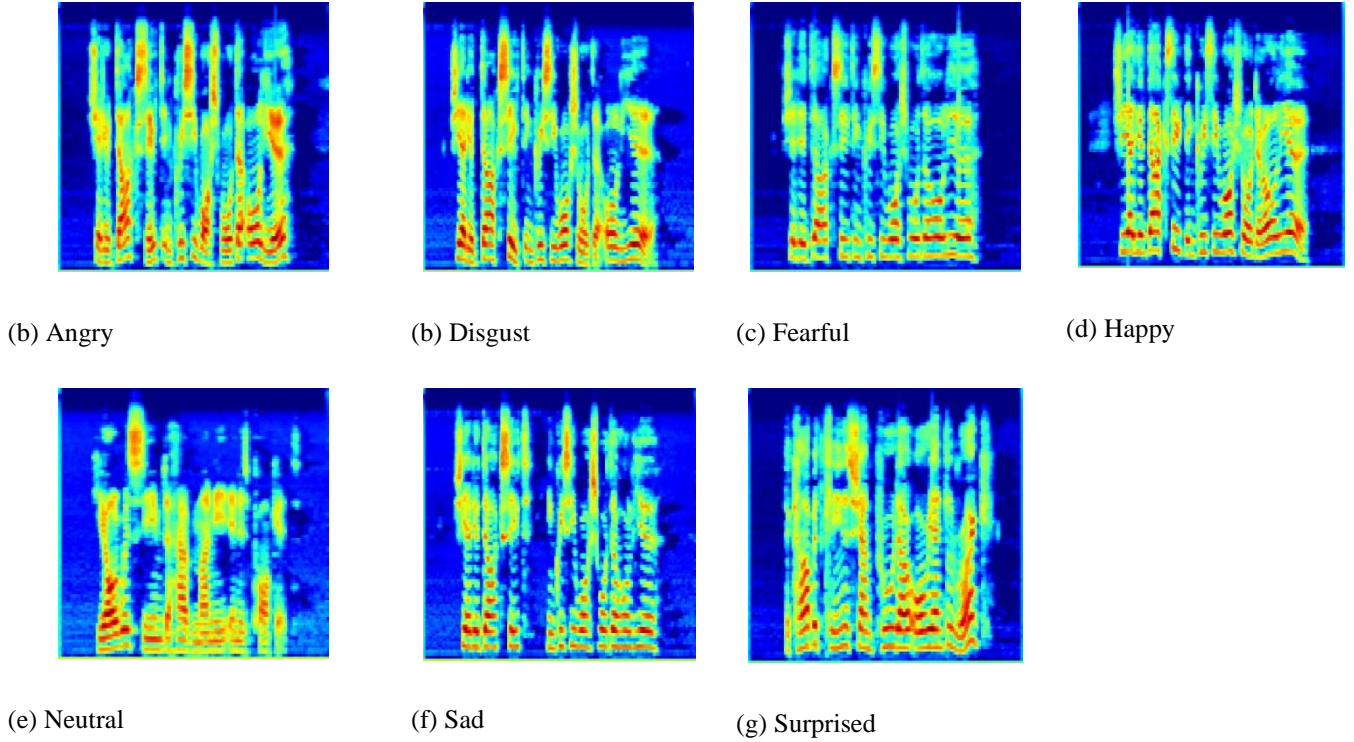 (b) Angry
(b) Disgust
(c) Fearful
(d) Happy
(e) Neutral
(f) Sad
(g) Surprised